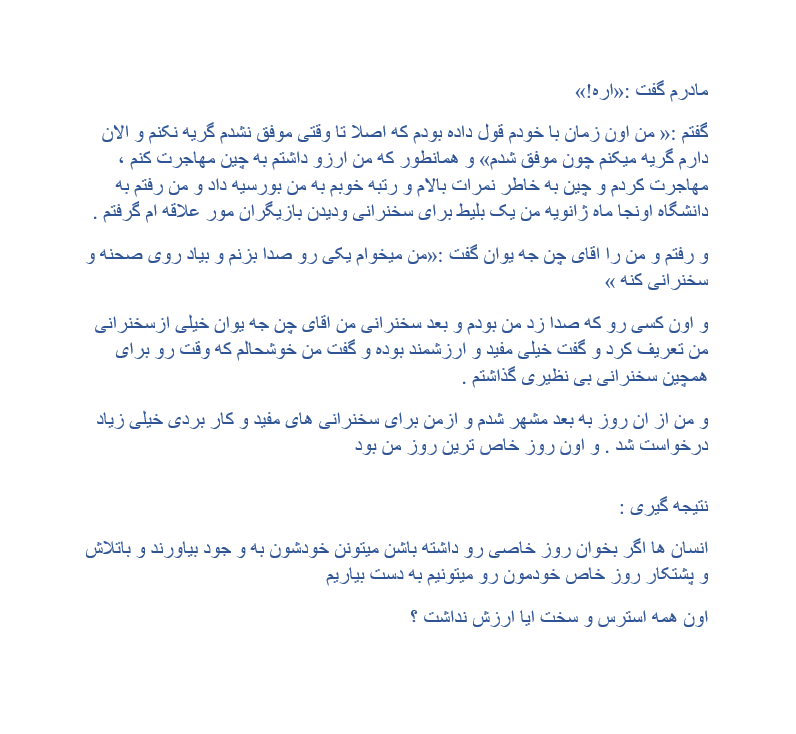 مادرم گفت :«اره!»
گفتم :« من اون زمان با خودم قول داده بودم که اصلا تا وقتی موفق نشدم گریه نکنم و الان
دارم گریه میکنم چون موفق شدم» و همانطور که من ارزو داشتم به چین مهاجرت کنم ،
مهاجرت کردم و چین به خاطر نمرات بالام و رتبه خوبم به من بورسیه داد و من رفتم به
دانشگاه اونجا ماه ژانویه من یک بلیط برای سخنرانی ودیدن بازیگران مور علاقه ام گرفتم .
و رفتم و من را اقای چن جه یوان گفت :«من میخوام یکی رو صدا بزنم و بیاد روی صحنه و
سخنرانی کنه »
و اون کسی رو که صدا زد من بودم و بعد سخنرانی من اقای چن جه یوان خیلی ازسخنرانی
من تعریف کرد و گفت خیلی مفید و ارزشمند بوده و گفت من خوشحالم که وقت رو برای
همچین سخنرانی بی نظیری گذاشتم .
و من از ان روز به بعد مشهر شدم و ازمن برای سخنرانی های مفید و کار بردی خیلی زیاد
درخواست شد . و اون روز خاص ترین روز من بود
نتیجه گیری :
انسان ها اگر بخوان روز خاصی رو داشته باشن میتونن خودشون به و جود بیاورند و باتلاش
و پشتکار روز خاص خودمون رو میتونیم به دست بیاریم
اون همه استرس و سخت ایا ارزش نداشت ؟